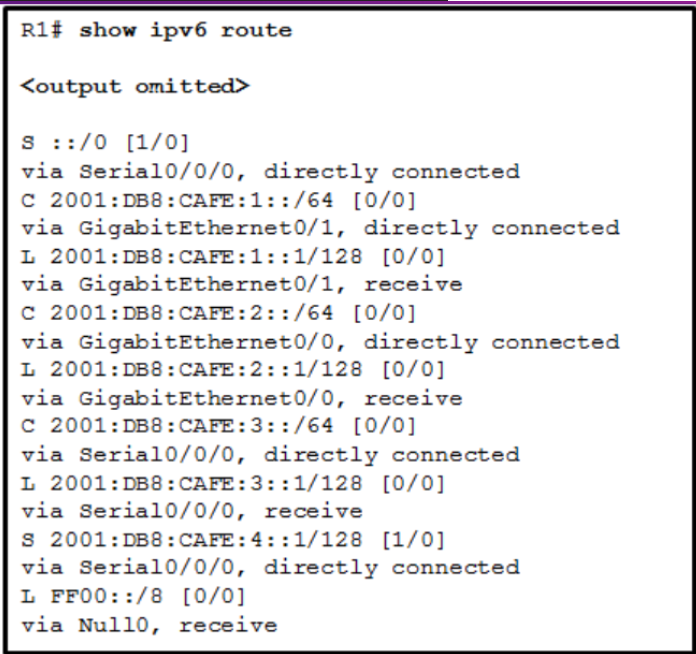 R1# show ipv6 route
<output omitted>
S ::/0 [1/0]
via Serial0/0/0, directly connected
C 2001:DB8:CAFE:1::/64 [0/0]
via GigabitEthernet0/1, directly connected
L 2001:DB8:CAFE:1::1/128 [0/0]
via GigabitEthernet0/1, receive
C 2001:DB8:CAFE:2::/64 [0/0]
via GigabitEthernet0/0, directly connected
L 2001:DB8:CAFE:2::1/128 [0/0]
via GigabitEthernet0/0, receive
C 2001:DB8:CAFE:3::/64 [0/0]
via Serial0/0/0, directly connected
L 2001:DB8:CAFE:3::1/128 [0/0]
via Serial0/0/0, receive
S 2001:DB8:CAFE:4::1/128 [1/0]
via Serial0/0/0, directly connected
L FF00::/8 [0/0]
via Null0, receive